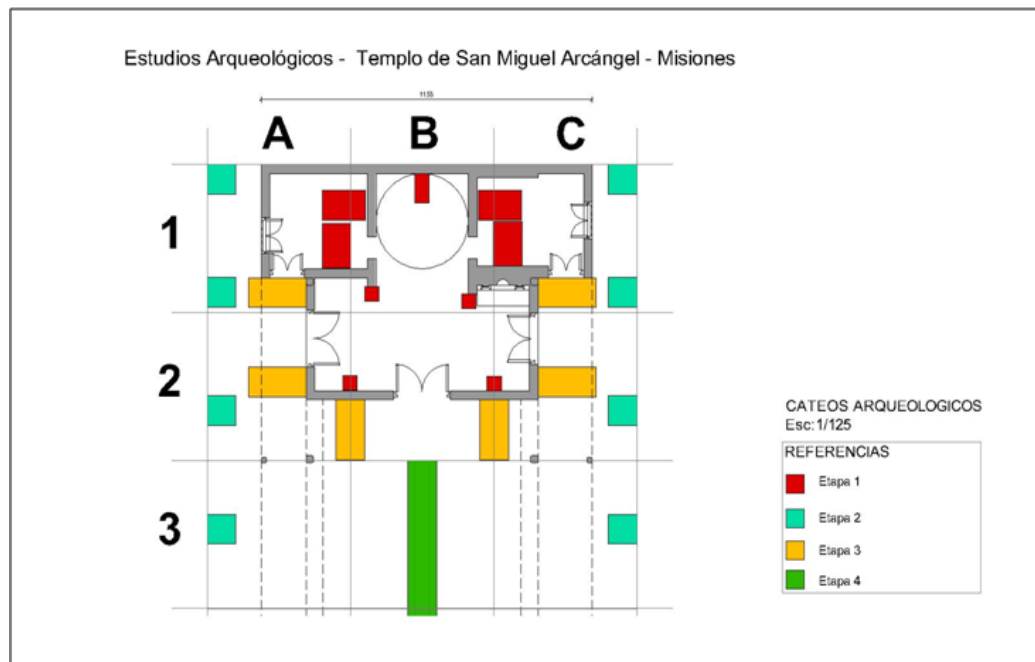 Estudios Arqueológicos - Templo de San Miguel Arcángel - Misiones
1155
A B C
1
2
3
CATEOS ARQUEOLOGICOS
Esc:1/125
REFERENCIAS
Etapa 1
Etapa 2
Etapa 3
Etapa 4